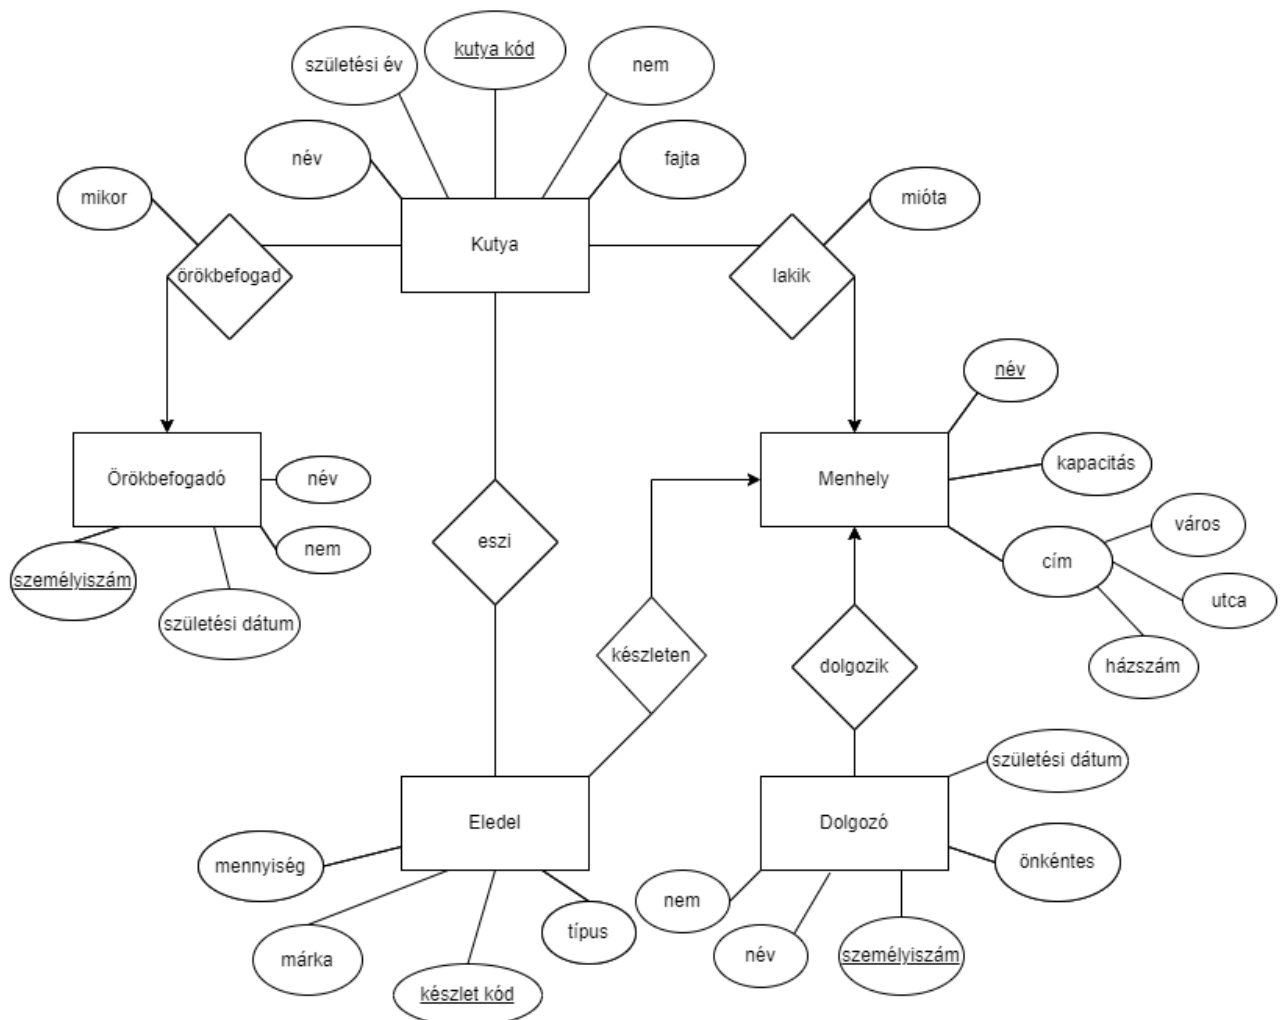 kutya kód
születési év
nem
név
fajta
mikor
mióta
Kutya
örökbefogad
lakik
név
kapacitás
Örökbefogadó
név
Menhely
város
eszi
nem
cím
személyiszám
utca
születési dátum
készleten
dolgozik
házszám
születési dátum
Eledel
Dolgozó
mennyiség
önkéntes
nem
típus
márka
név
személyiszám
készlet kód